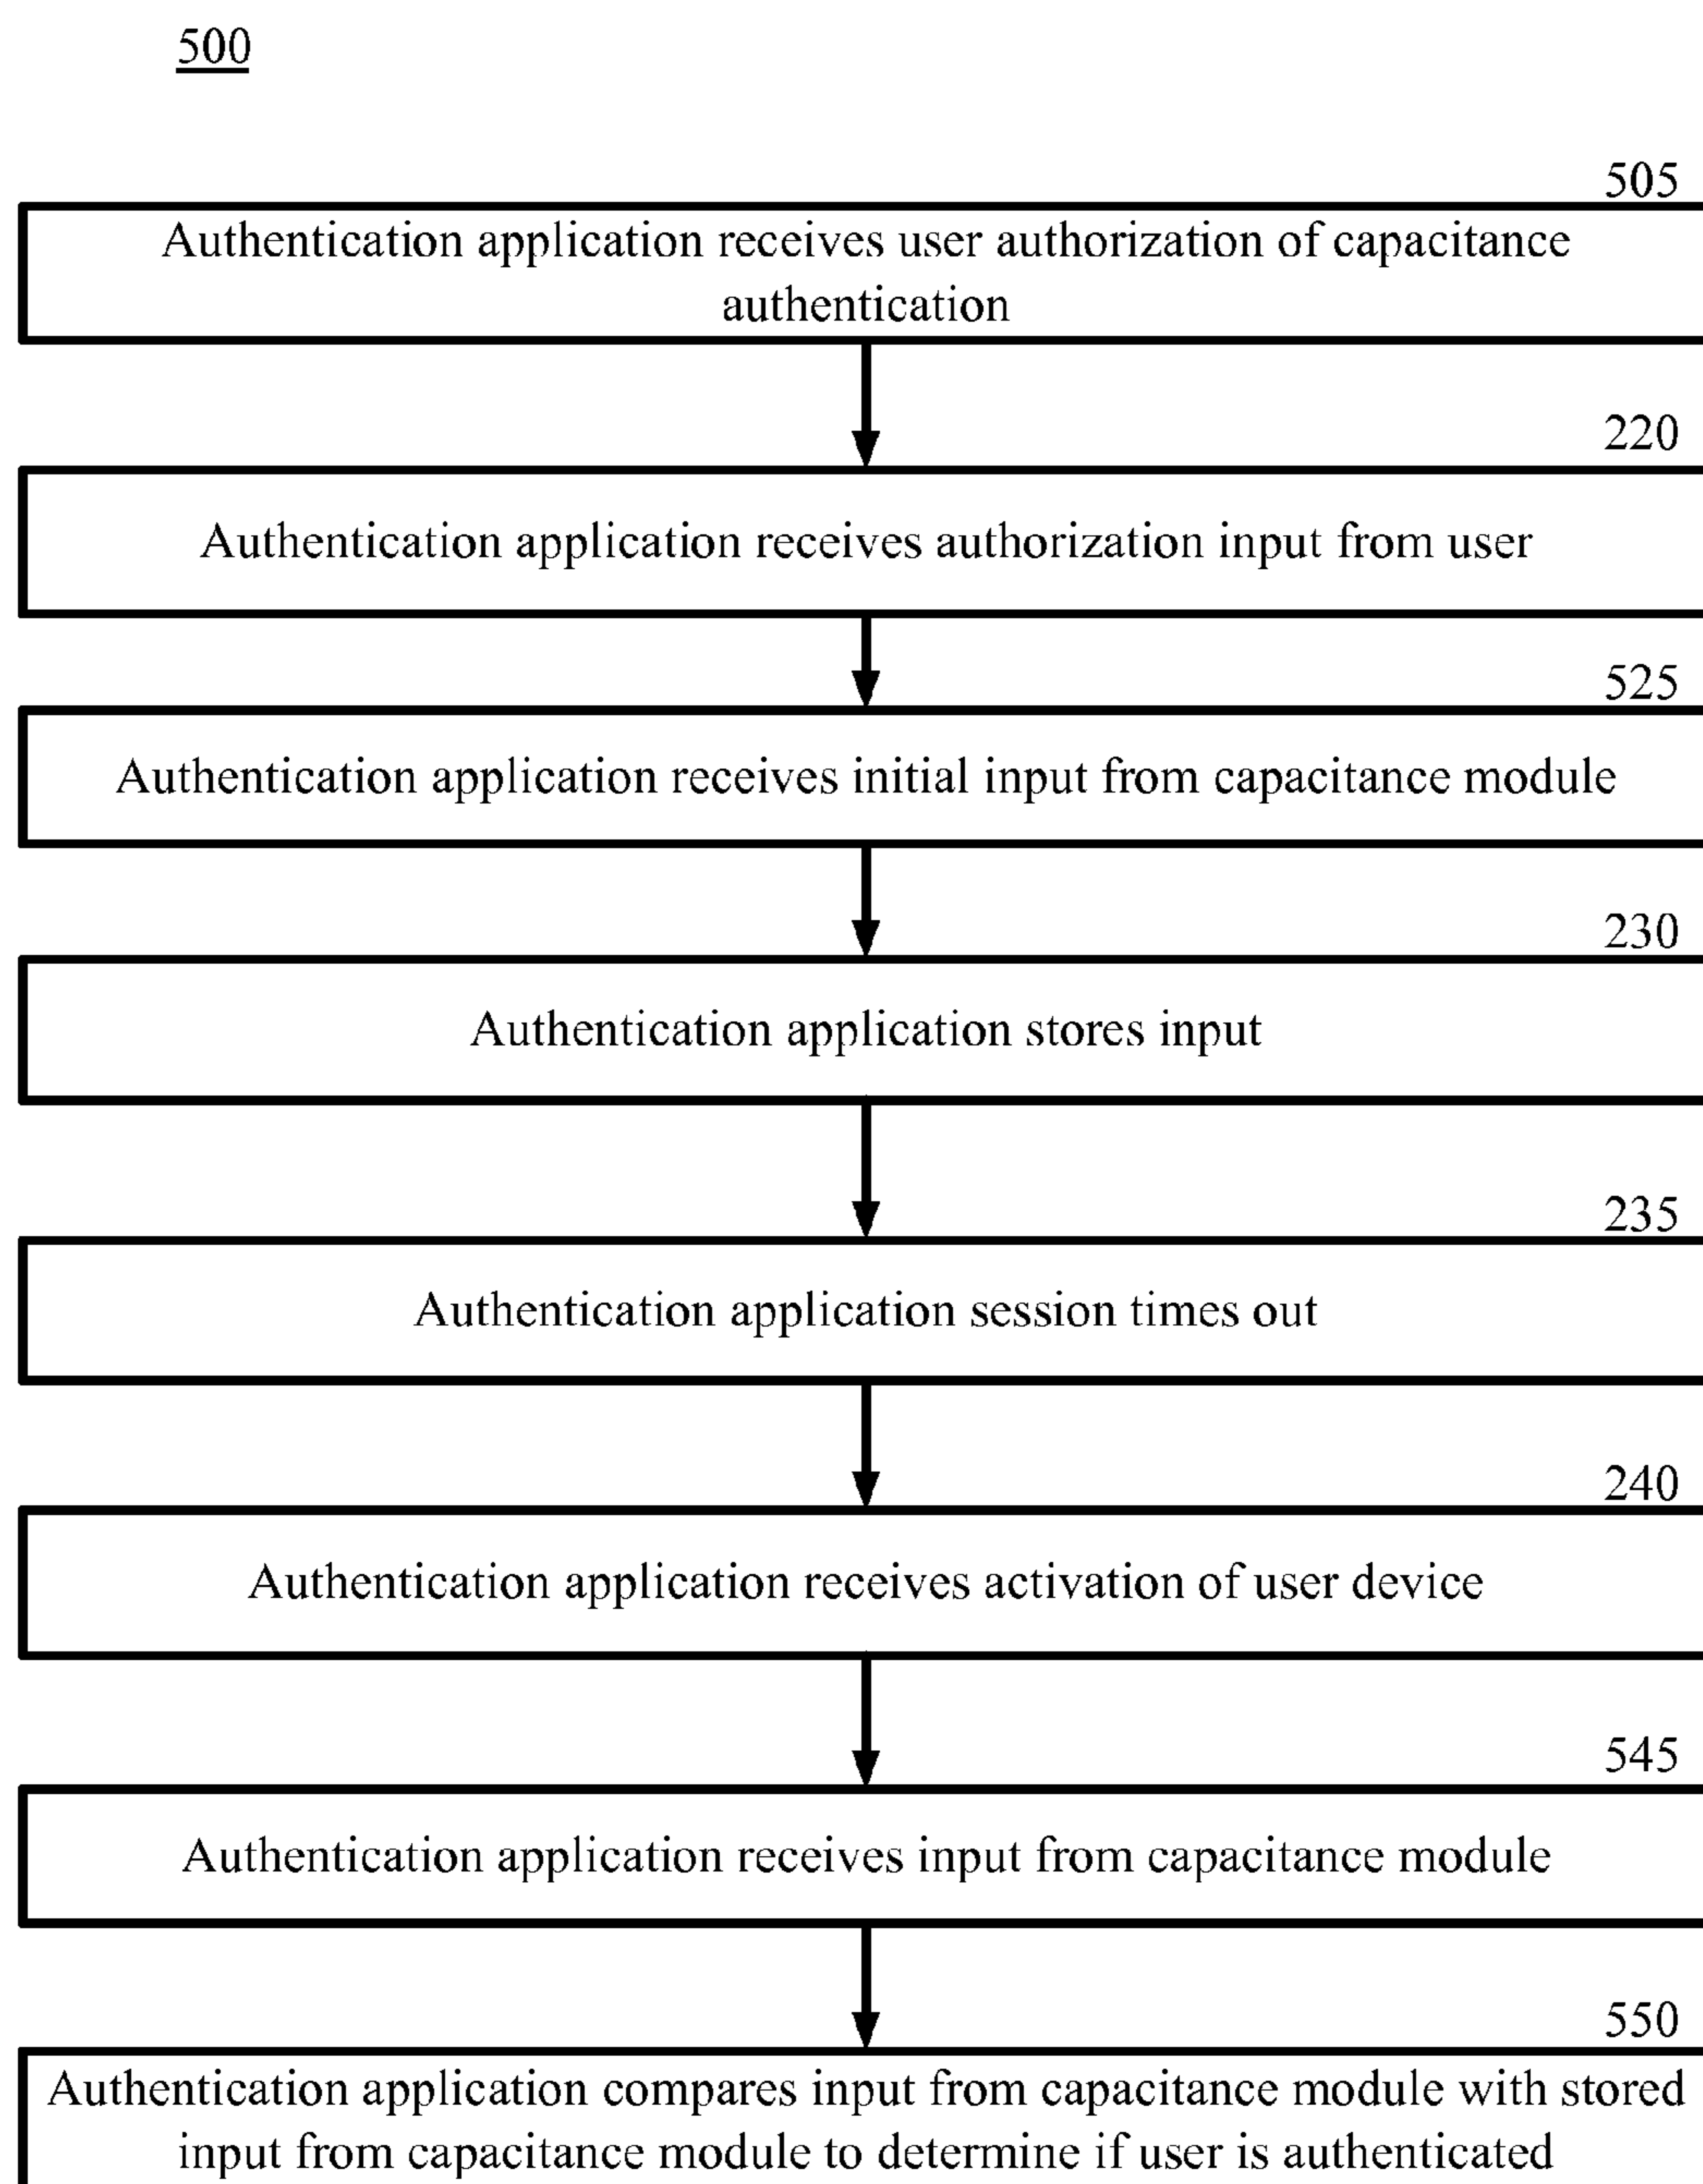 500
505
Authentication application receives user authorization of capacitance
authentication
220
Authentication application receives authorization input from user
525
Authentication application receives initial input from capacitance module
230
Authentication application stores input
235
Authentication application session times out
240
Authentication application receives activation of user device
545
Authentication application receives input from capacitance module
550
Authentication application compares input from capacitance module with stored
input from capacitance module to determine if user is authenticated